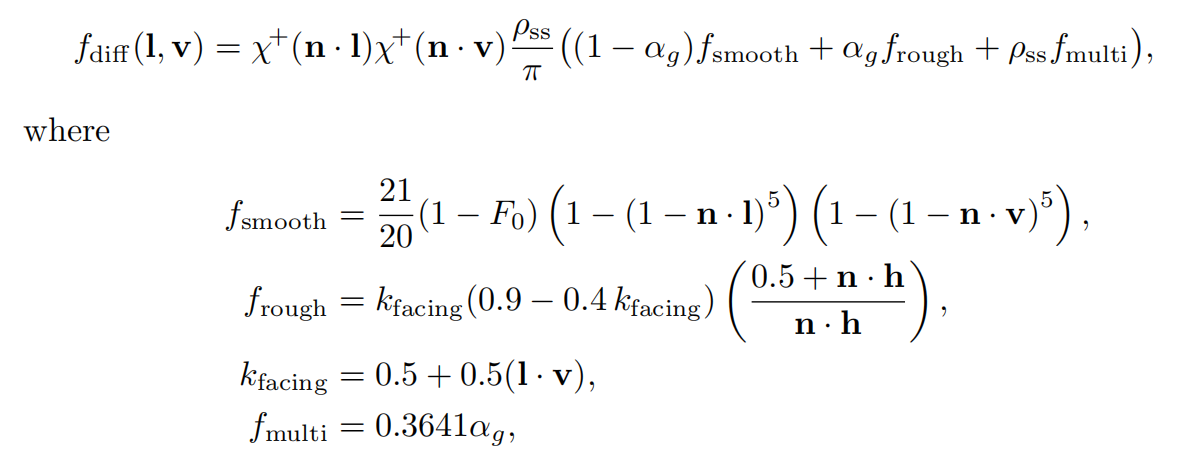 f_diff(l, v) = χ⁺(n · l)χ⁺(n · v) ρ_ss/π ((1 − α_g)f_smooth + α_g f_rough + ρ_ss f_multi),
where
f_smooth = 21/20 (1 − F₀) (1 − (1 − n · l)⁵) (1 − (1 − n · v)⁵),
f_rough = k_facing(0.9 − 0.4 k_facing) ((0.5 + n · h)/(n · h)),
k_facing = 0.5 + 0.5(l · v),
f_multi = 0.3641α_g,